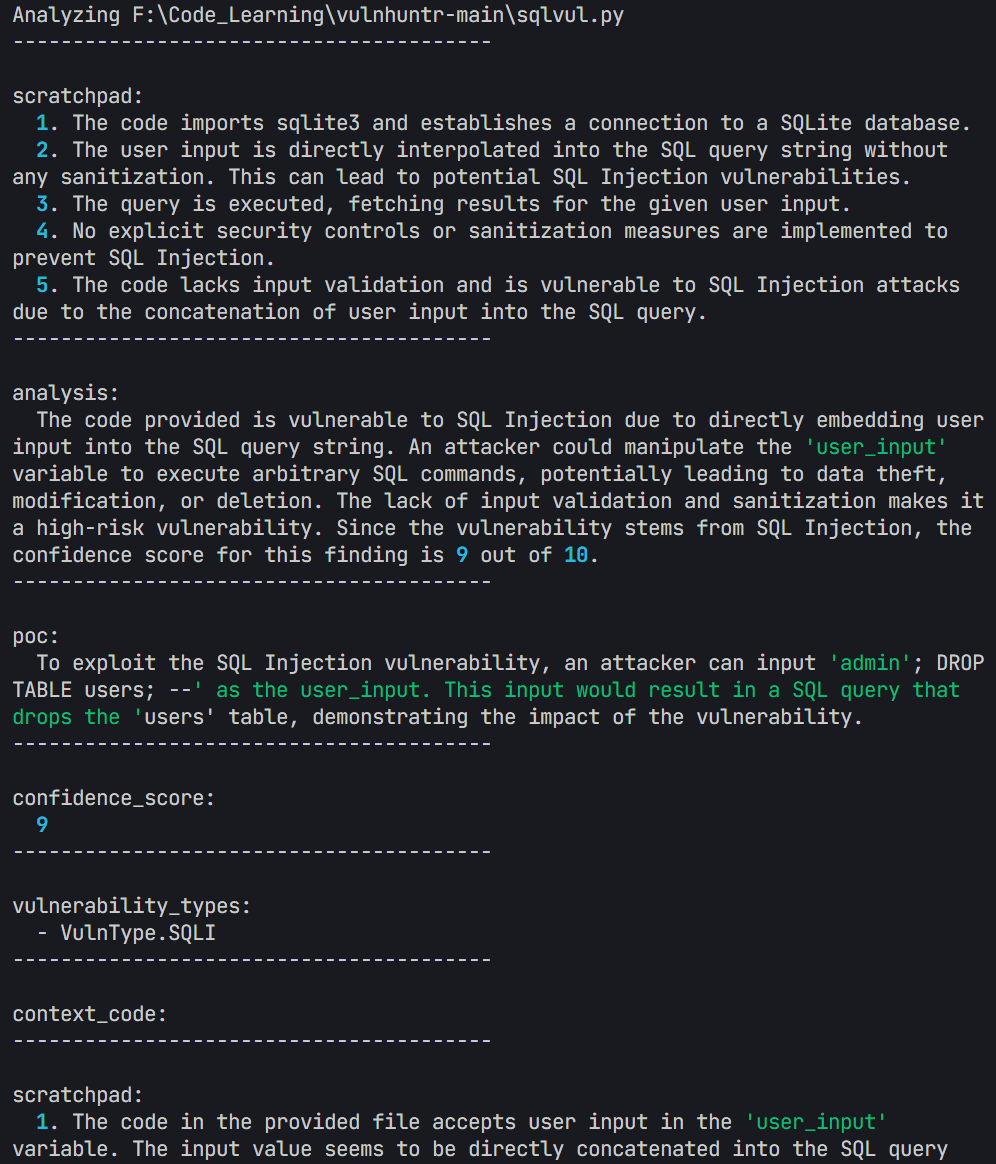 Analyzing F:\Code_Learning\vulnhuntr-main\sqlvul.py
----------------------------------------
scratchpad:
1. The code imports sqlite3 and establishes a connection to a SQLite database.
2. The user input is directly interpolated into the SQL query string without
any sanitization. This can lead to potential SQL Injection vulnerabilities.
3. The query is executed, fetching results for the given user input.
4. No explicit security controls or sanitization measures are implemented to
prevent SQL Injection.
5. The code lacks input validation and is vulnerable to SQL Injection attacks
due to the concatenation of user input into the SQL query.
----------------------------------------
analysis:
The code provided is vulnerable to SQL Injection due to directly embedding user
input into the SQL query string. An attacker could manipulate the 'user_input'
variable to execute arbitrary SQL commands, potentially leading to data theft,
modification, or deletion. The lack of input validation and sanitization makes it
a high-risk vulnerability. Since the vulnerability stems from SQL Injection, the
confidence score for this finding is 9 out of 10.
----------------------------------------
poc:
To exploit the SQL Injection vulnerability, an attacker can input 'admin'; DROP
TABLE users; --' as the user_input. This input would result in a SQL query that
drops the 'users' table, demonstrating the impact of the vulnerability.
----------------------------------------
confidence_score:
9
----------------------------------------
vulnerability_types:
- VulnType.SQLI
----------------------------------------
context_code:
----------------------------------------
scratchpad:
1. The code in the provided file accepts user input in the 'user_input'
variable. The input value seems to be directly concatenated into the SQL query